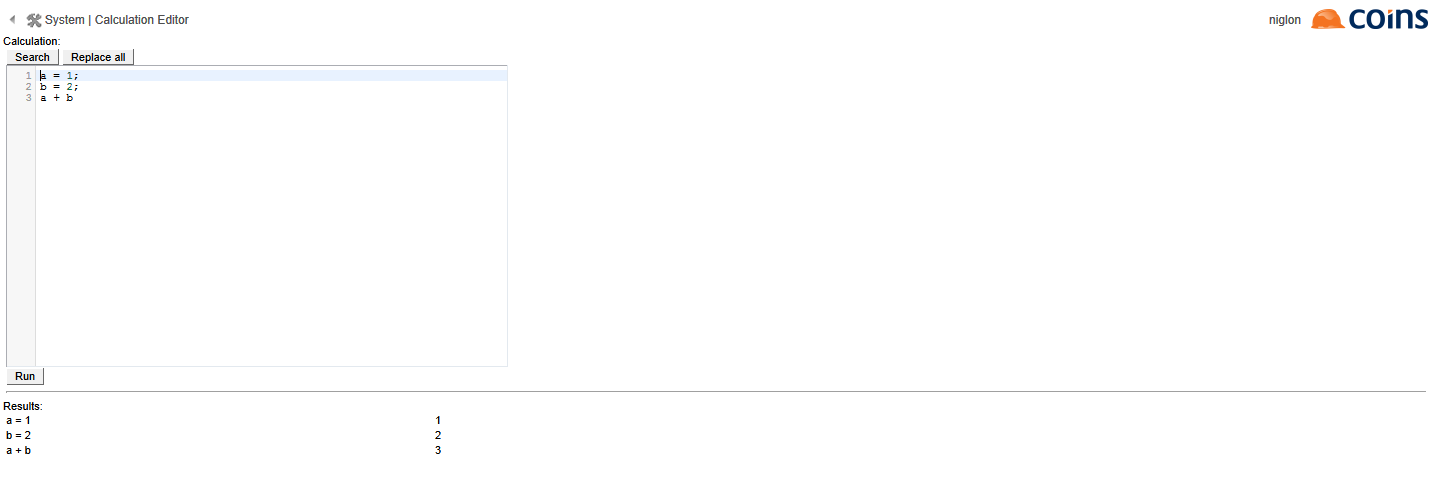 System | Calculation Editor
niglon coins
Calculation:
Search Replace all
1 a = 1;
2 b = 2;
3 a + b
Run
Results:
a = 1 1
b = 2 2
a + b 3